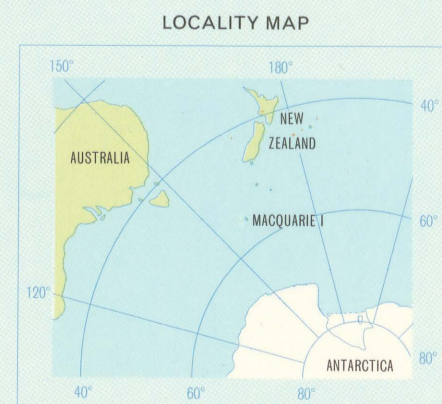 LOCALITY MAP
150°
180°
40°
NEW
ZEALAND
AUSTRALIA
MACQUARIE I
60°
120°
ANTARCTICA
80°
40°
60°
80°